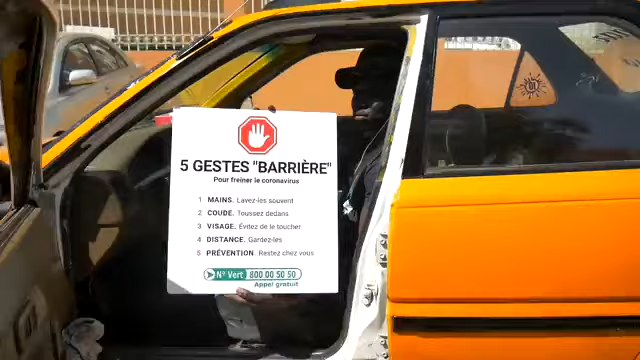 5 GESTES "BARRIÈRE"
Pour freiner le coronavirus
1 MAINS. Lavez-les souvent
2 COUDE. Toussez dedans
3 VISAGE. Évitez de le toucher
4 DISTANCE. Gardez-les
5 PRÉVENTION. Restez chez vous
N° Vert 800 00 50 50
Appel gratuit